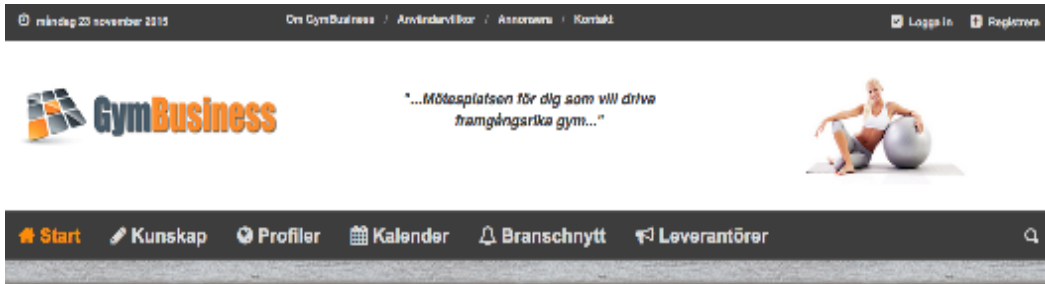 måndag 23 november 2015
Om GymBusiness / Användarvillkor / Annonsera / Kontakt
Logga in Registrera
GymBusiness
"...Mötesplatsen för dig som vill driva
framgångsrika gym..."
Start Kunskap Profiler Kalender Branschnytt Leverantörer